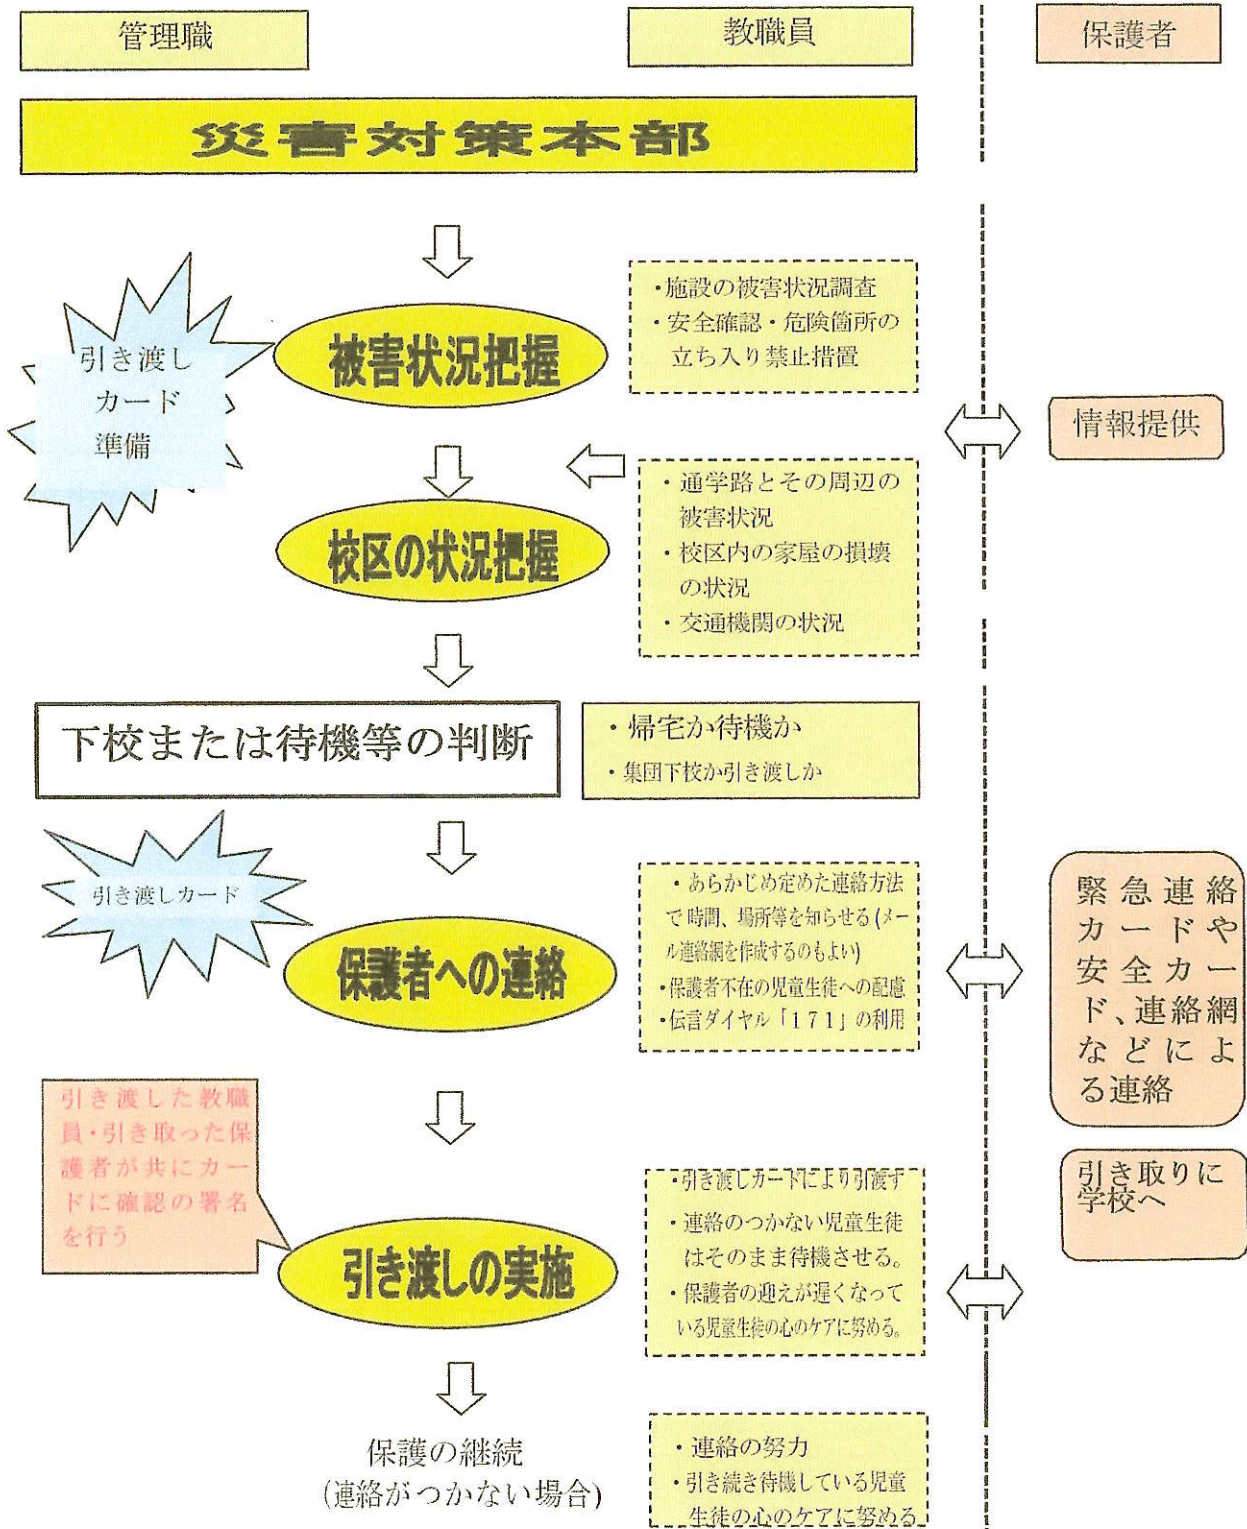 管理職
教職員
保護者
災害対策本部
引き渡し
カード
準備
被害状況把握
・施設の被害状況調査
・安全確認・危険箇所の
立ち入り禁止措置
情報提供
校区の状況把握
・通学路とその周辺の
被害状況
・校区内の家屋の損壊
の状況
・交通機関の状況
下校または待機等の判断
・帰宅か待機か
・集団下校か引き渡しか
引き渡しカード
保護者への連絡
・あらかじめ定めた連絡方法
で時間、場所等を知らせる(メー
ル連絡網を作成するのもよい)
・保護者不在の児童生徒への配慮
・伝言ダイヤル「171」の利用
緊急連絡
カードや
安全カー
ド、連絡網
などによ
る連絡
引き渡した教職
員・引き取った保
護者が共にカー
ドに確認の署名
を行う
引き渡しの実施
・引き渡しカードにより引渡す
・連絡のつかない児童生徒
はそのまま待機させる。
・保護者の迎えが遅くなって
いる児童生徒の心のケアに努める。
引き取りに
学校へ
保護の継続
(連絡がつかない場合)
・連絡の努力
・引き続き待機している児童
生徒の心のケアに努める